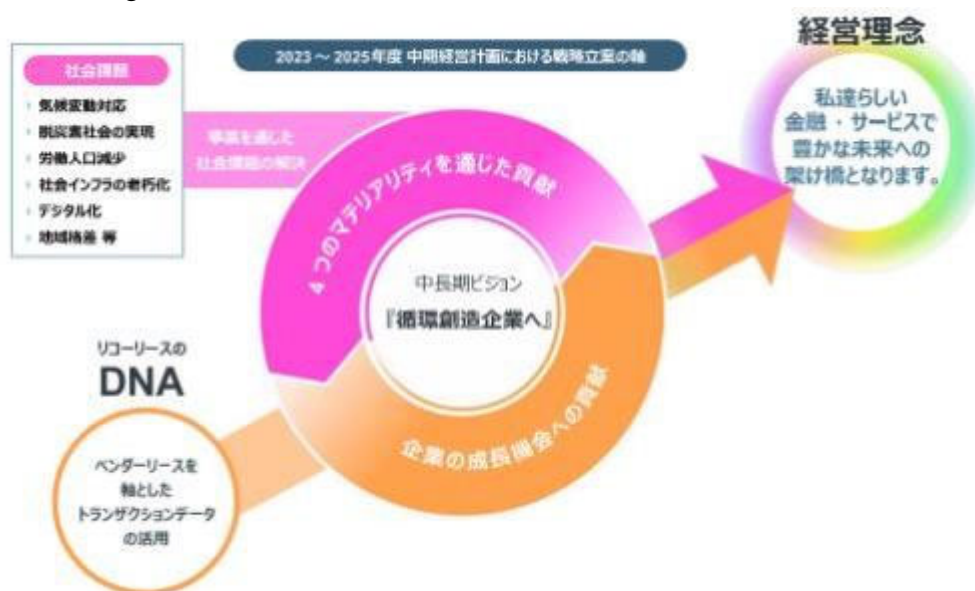 2023 ～ 2025年度 中期経営計画における戦略立案の軸
経営理念
私達らしい
金融・サービスで
豊かな未来への
架け橋となります。
社会課題
気候変動対応
脱炭素社会の実現
労働人口減少
社会インフラの老朽化
デジタル化
地域格差 等
事業を通じた
社会課題の解決
4つのマテリアリティを通じた貢献
中長期ビジョン
『循環創造企業へ』
企業の成長機会への貢献
リコーリースの
DNA
ベンダーリースを
軸とした
トランザクションデータ
の活用